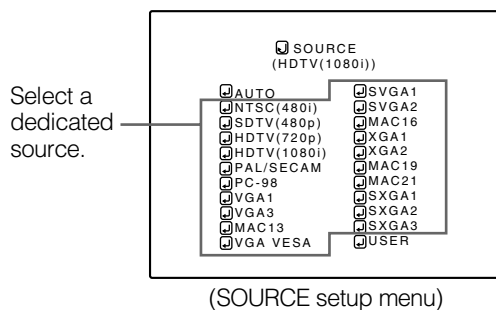 SOURCE
(HDTV(1080i))
Select a
dedicated
source.
AUTO
NTSC(480i)
SDTV(480p)
HDTV(720p)
HDTV(1080i)
PAL/SECAM
PC-98
VGA1
VGA3
MAC13
VGA VESA
SVGA1
SVGA2
MAC16
XGA1
XGA2
MAC19
MAC21
SXGA1
SXGA2
SXGA3
USER
(SOURCE setup menu)